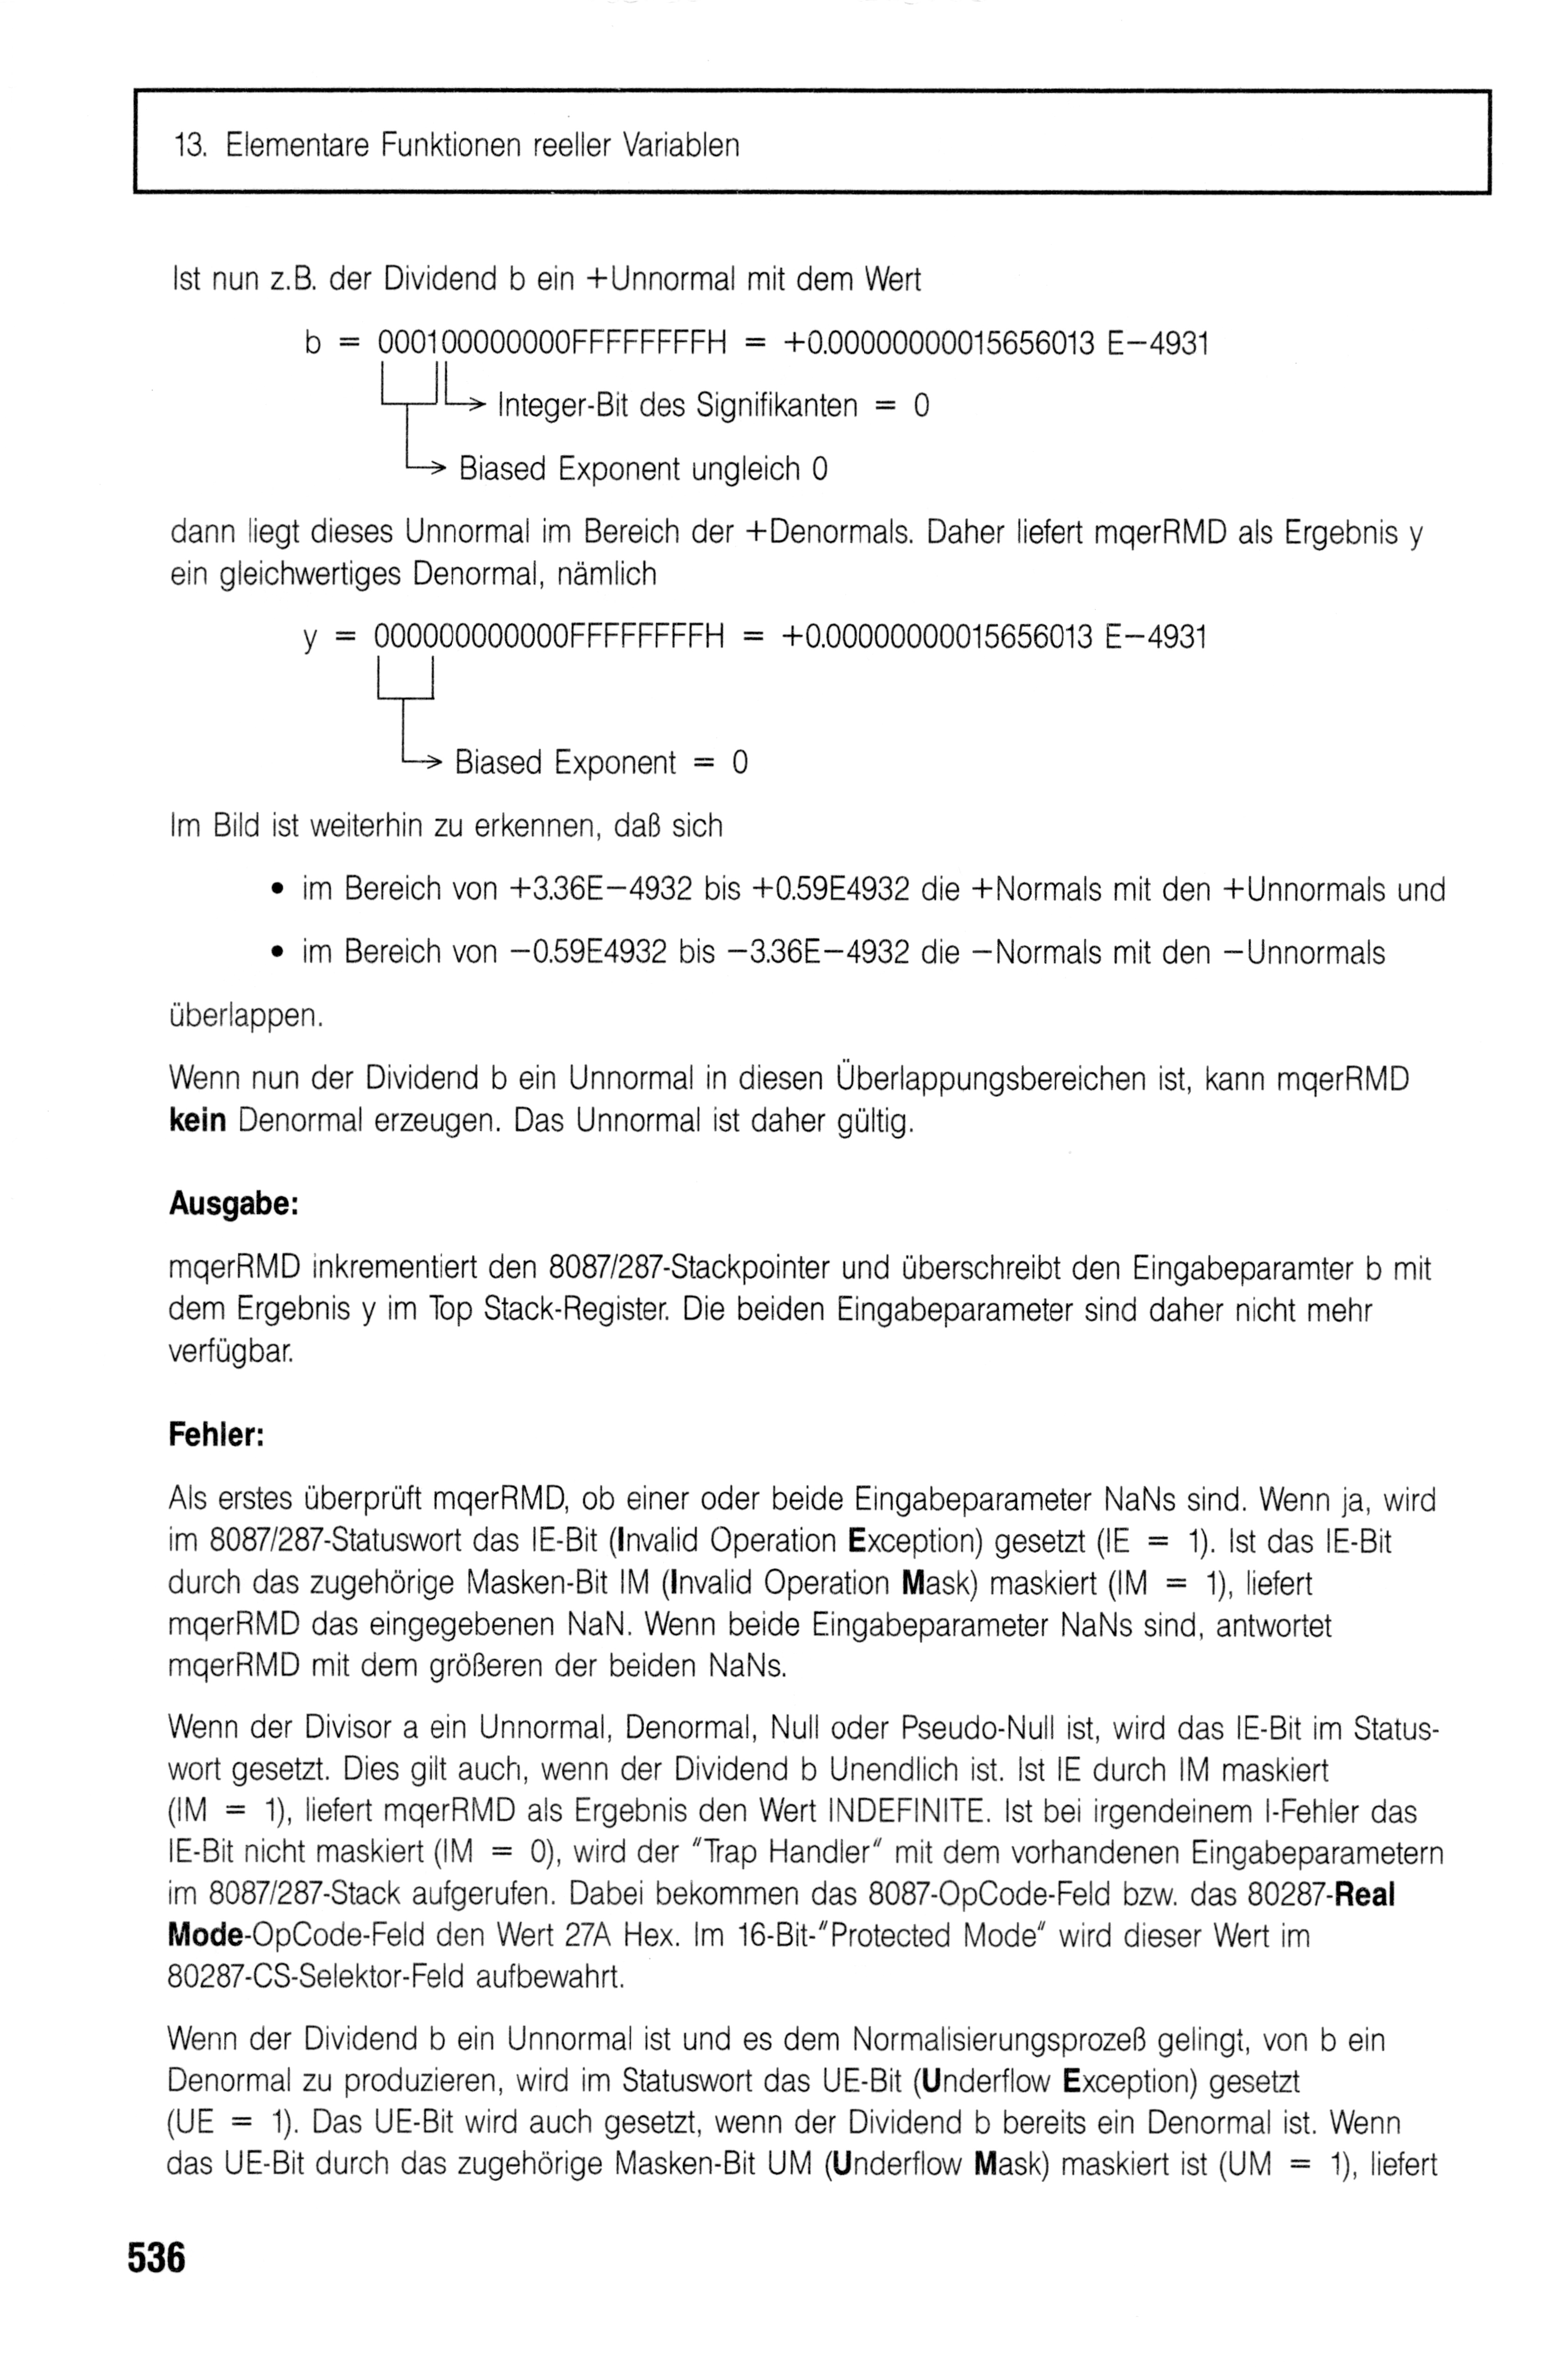 13. Elementare Funktionen reeller Variablen
Ist nun z.B. der Dividend b ein +Unnormal mit dem Wert
b = 000100000000FFFFFFFFH = +0.00000000015656013 E−4931
Integer-Bit des Signifikanten = 0
Biased Exponent ungleich 0
dann liegt dieses Unnormal im Bereich der +Denormals. Daher liefert mqerRMD als Ergebnis y
ein gleichwertiges Denormal, nämlich
y = 000000000000FFFFFFFFH = +0.00000000015656013 E−4931
Biased Exponent = 0
Im Bild ist weiterhin zu erkennen, daß sich
• im Bereich von +3.36E−4932 bis +0.59E4932 die +Normals mit den +Unnormals und
• im Bereich von −0.59E4932 bis −3.36E−4932 die −Normals mit den −Unnormals
überlappen.
Wenn nun der Dividend b ein Unnormal in diesen Überlappungsbereichen ist, kann mqerRMD
kein Denormal erzeugen. Das Unnormal ist daher gültig.
Ausgabe:
mqerRMD inkrementiert den 8087/287-Stackpointer und überschreibt den Eingabeparamter b mit
dem Ergebnis y im Top Stack-Register. Die beiden Eingabeparameter sind daher nicht mehr
verfügbar.
Fehler:
Als erstes überprüft mqerRMD, ob einer oder beide Eingabeparameter NaNs sind. Wenn ja, wird
im 8087/287-Statuswort das IE-Bit (Invalid Operation Exception) gesetzt (IE = 1). Ist das IE-Bit
durch das zugehörige Masken-Bit IM (Invalid Operation Mask) maskiert (IM = 1), liefert
mqerRMD das eingegebenen NaN. Wenn beide Eingabeparameter NaNs sind, antwortet
mqerRMD mit dem größeren der beiden NaNs.
Wenn der Divisor a ein Unnormal, Denormal, Null oder Pseudo-Null ist, wird das IE-Bit im Status-
wort gesetzt. Dies gilt auch, wenn der Dividend b Unendlich ist. Ist IE durch IM maskiert
(IM = 1), liefert mqerRMD als Ergebnis den Wert INDEFINITE. Ist bei irgendeinem I-Fehler das
IE-Bit nicht maskiert (IM = 0), wird der "Trap Handler" mit dem vorhandenen Eingabeparametern
im 8087/287-Stack aufgerufen. Dabei bekommen das 8087-OpCode-Feld bzw. das 80287-Real
Mode-OpCode-Feld den Wert 27A Hex. Im 16-Bit-"Protected Mode" wird dieser Wert im
80287-CS-Selektor-Feld aufbewahrt.
Wenn der Dividend b ein Unnormal ist und es dem Normalisierungsprozeß gelingt, von b ein
Denormal zu produzieren, wird im Statuswort das UE-Bit (Underflow Exception) gesetzt
(UE = 1). Das UE-Bit wird auch gesetzt, wenn der Dividend b bereits ein Denormal ist. Wenn
das UE-Bit durch das zugehörige Masken-Bit UM (Underflow Mask) maskiert ist (UM = 1), liefert
536